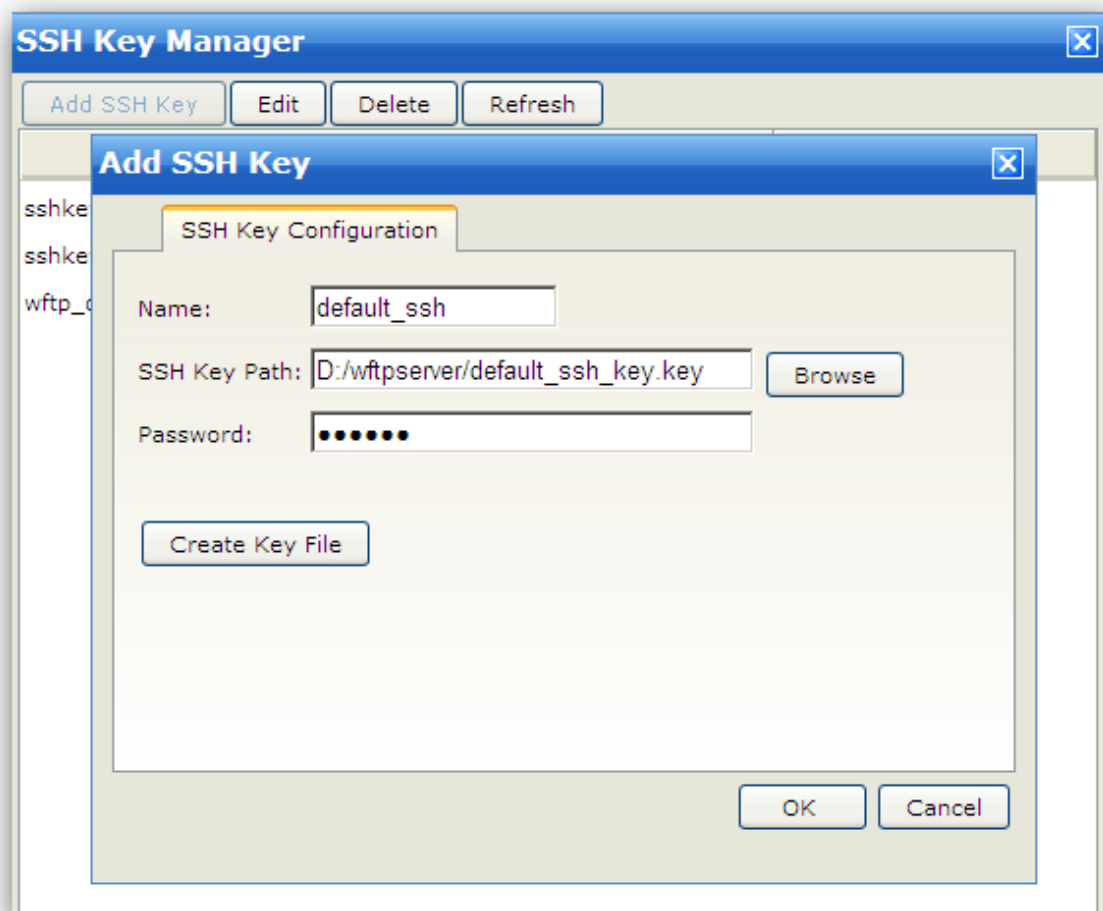 SSH Key Manager
Add SSH Key Edit Delete Refresh
Add SSH Key
SSH Key Configuration
Name: default_ssh
SSH Key Path: D:/wftpserver/default_ssh_key.key Browse
Password: ••••••
Create Key File
OK Cancel